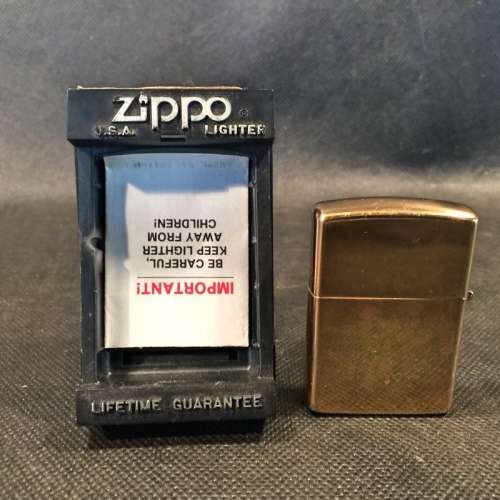 zippo®
U.S.A. LIGHTER
IMPORTANT!
BE CAREFUL,
KEEP LIGHTER
AWAY FROM
CHILDREN!
LIFETIME GUARANTEE